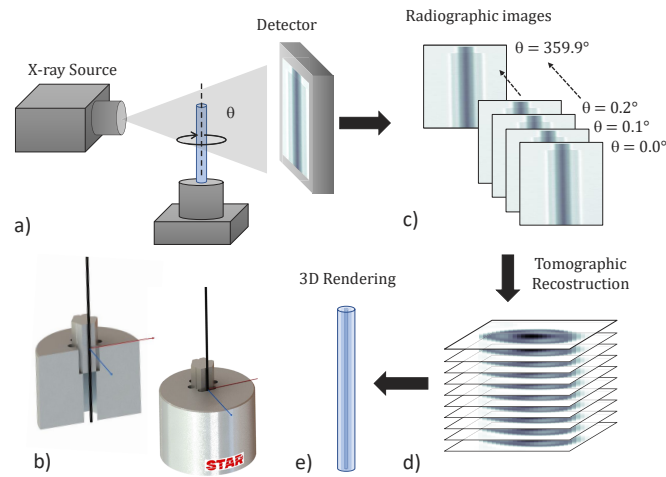 Radiographic images
Detector
X-ray Source
θ
θ = 359.9°
θ = 0.2°
θ = 0.1°
θ = 0.0°
a)
c)
Tomographic
Recostruction
3D Rendering
STAR
b)
e)
d)